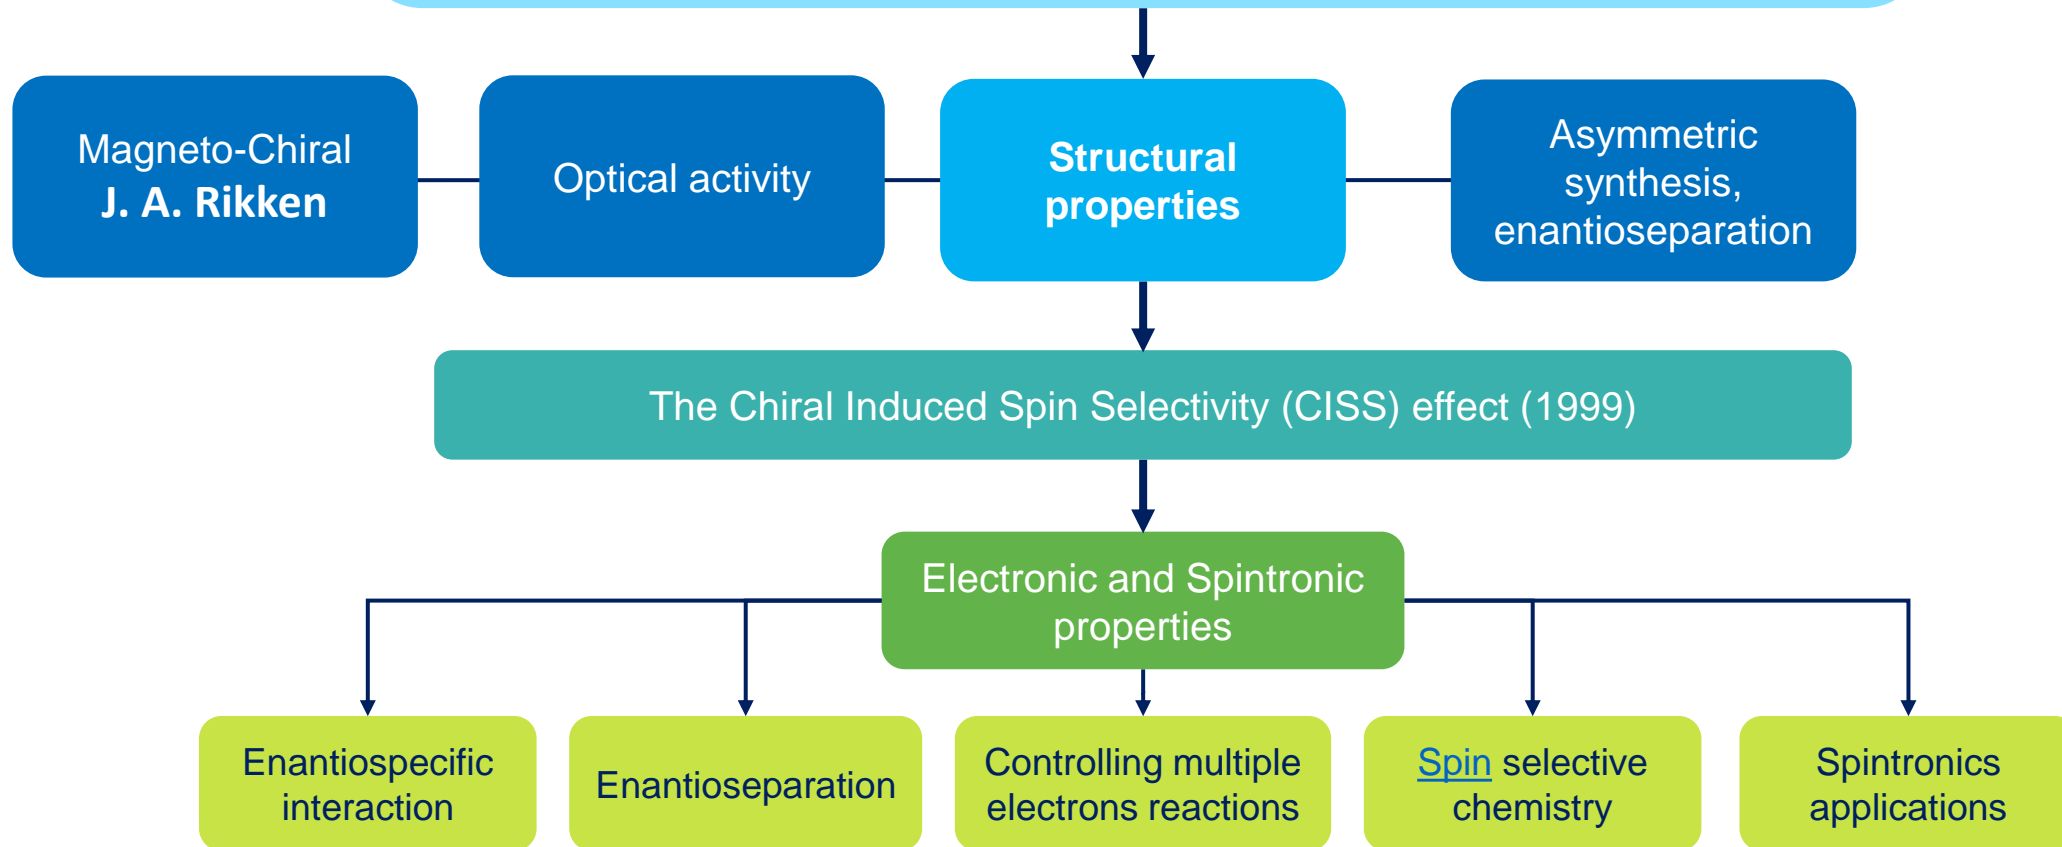 Magneto-Chiral
J. A. Rikken
Optical activity
Structural
properties
Asymmetric
synthesis,
enantioseparation
The Chiral Induced Spin Selectivity (CISS) effect (1999)
Electronic and Spintronic
properties
Enantiospecific
interaction
Enantioseparation
Controlling multiple
electrons reactions
Spin selective
chemistry
Spintronics
applications